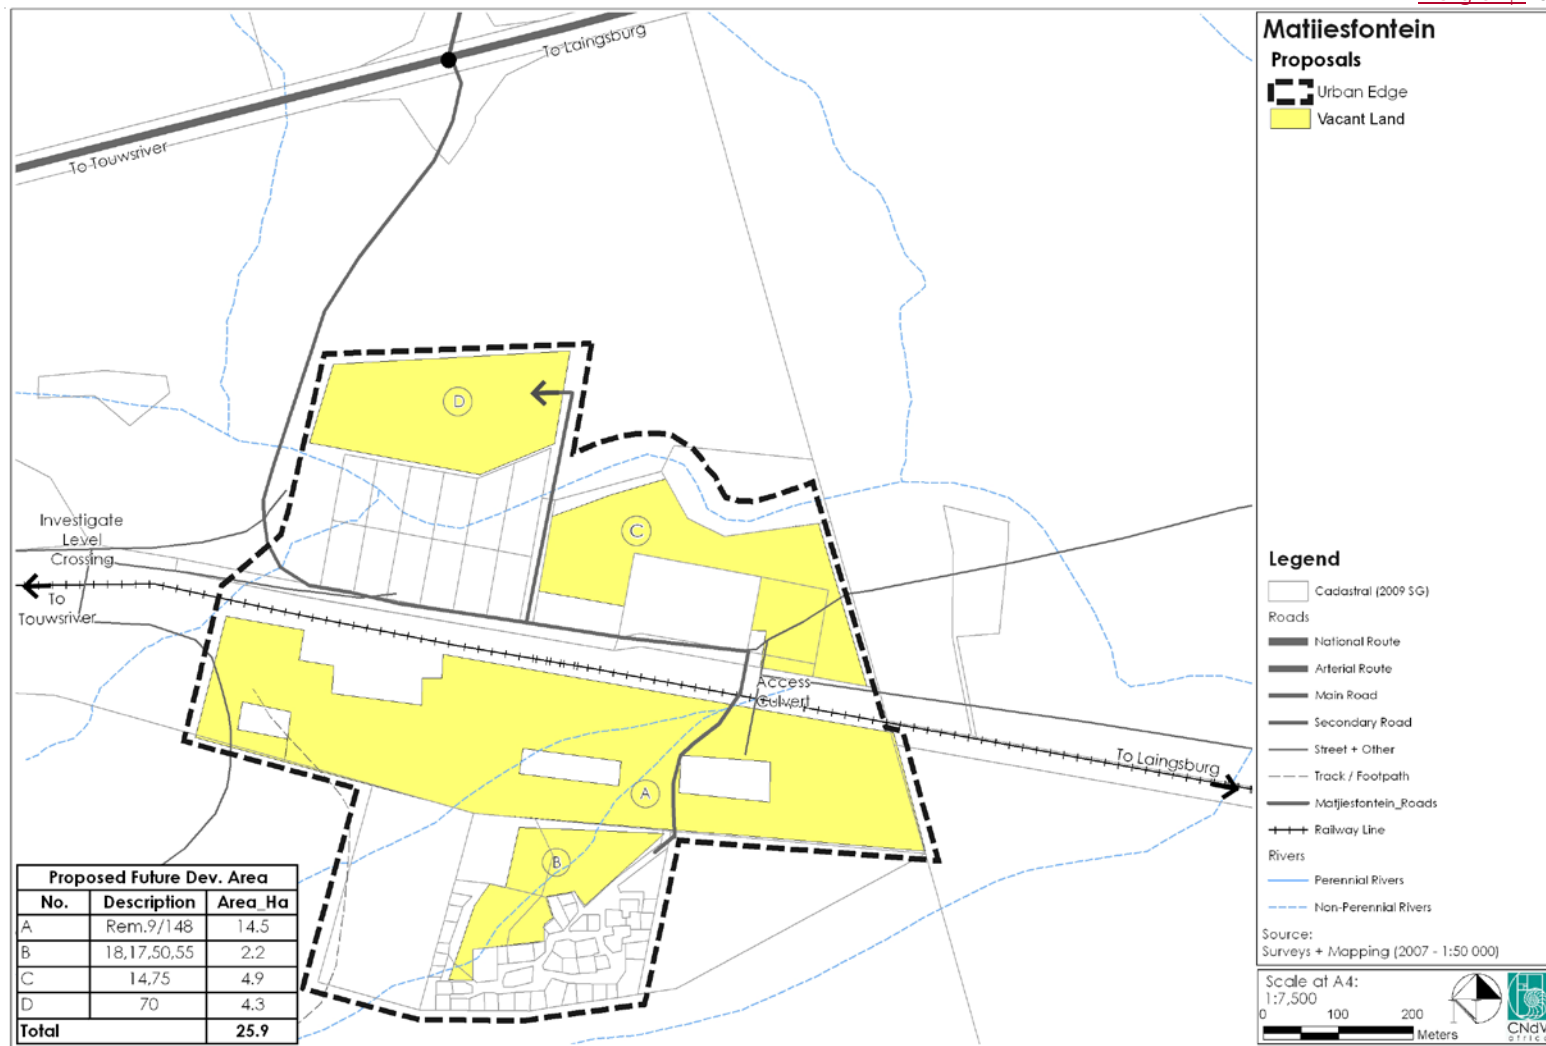 To Laingsburg
To Touwsriver
D
C
Investigate
Level
Crossing
To
Touwsriver
Access
Culvert
To Laingsburg
A
B
Proposed Future Dev. Area
No. Description Area_Ha
A Rem.9/148 14.5
B 18,17,50,55 2.2
C 14,75 4.9
D 70 4.3
Total 25.9
Matjiesfontein
Proposals
Urban Edge
Vacant Land
Legend
Cadastral (2009 SG)
Roads
National Route
Arterial Route
Main Road
Secondary Road
Street + Other
Track / Footpath
Matjiesfontein_Roads
Railway Line
Rivers
Perennial Rivers
Non-Perennial Rivers
Source:
Surveys + Mapping (2007 - 1:50 000)
Scale at A4:
1:7,500
0 100 200
Meters
CNdV
africa